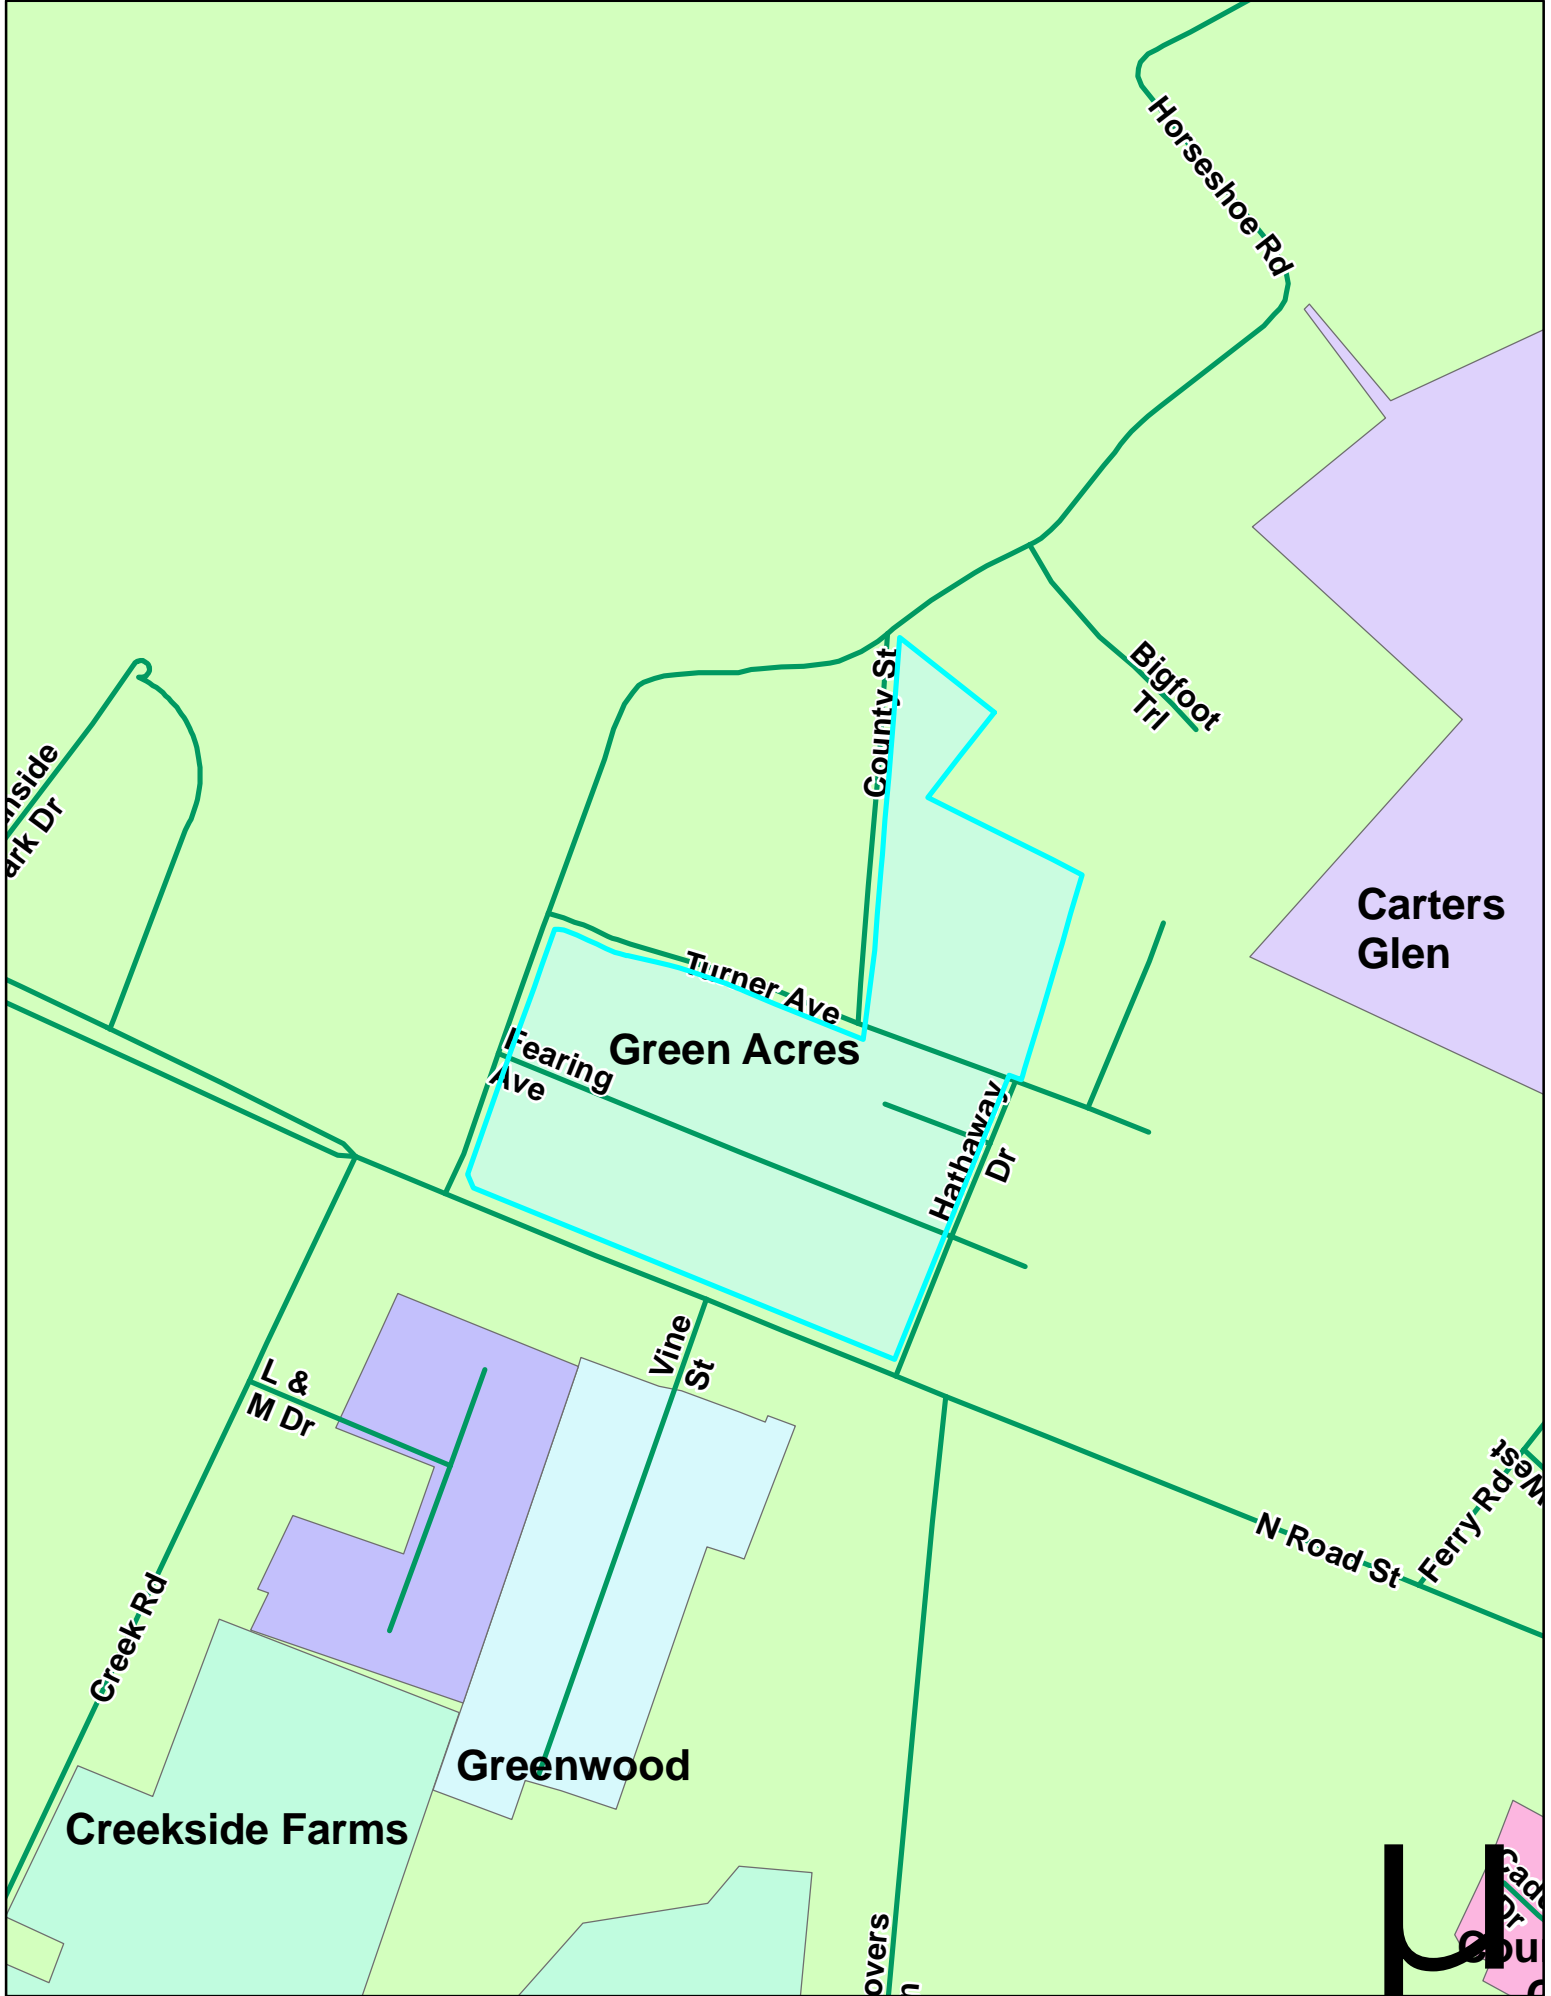 Horseshoe Rd
Bigfoot
Trl
County St
Carters
Glen
Turner Ave
Green Acres
Fearing
Ave
Hathaway
Dr
Vine
St
L &
M Dr
N Road St
Ferry Rd
West
Creek Rd
Greenwood
Creekside Farms
µ